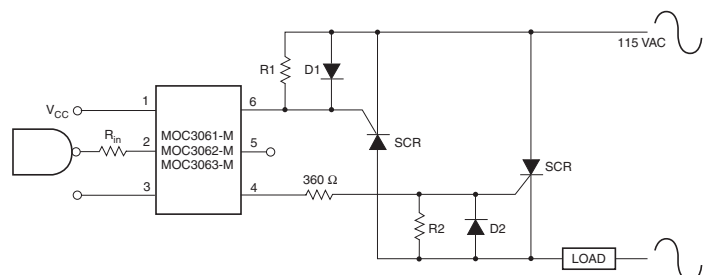 115 VAC
R1
D1
V_CC
1
6
R_in
2
MOC3061-M
MOC3062-M
MOC3063-M
5
SCR
SCR
3
4
360 Ω
R2
D2
LOAD